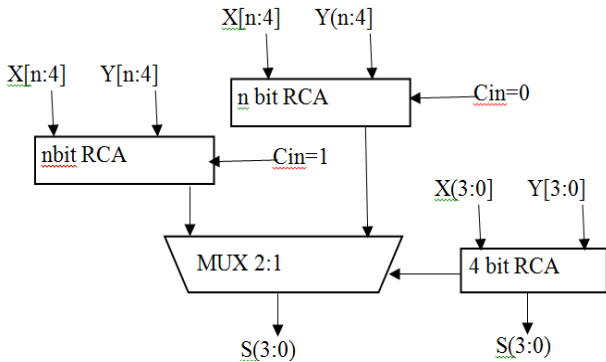 X[n:4] Y(n:4]
X[n:4] Y[n:4]
n bit RCA
Cin=0
nbit RCA
Cin=1
X(3:0) Y[3:0]
MUX 2:1
4 bit RCA
S(3:0) S(3:0)